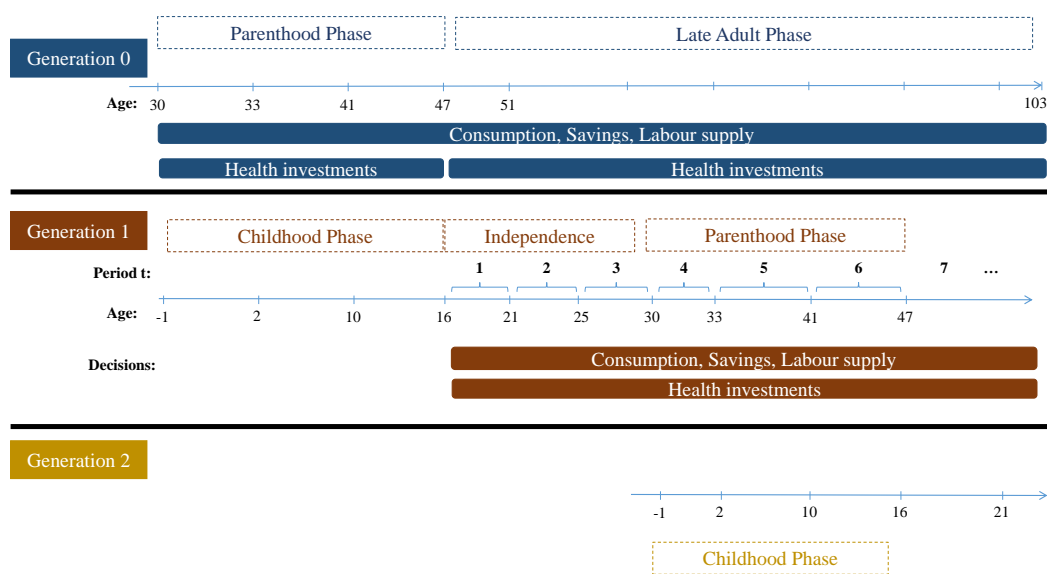 Parenthood Phase Late Adult Phase
Generation 0
Age: 30 33 41 47 51 103
Consumption, Savings, Labour supply
Health investments Health investments
Generation 1 Childhood Phase Independence Parenthood Phase
Period t: 1 2 3 4 5 6 7 ...
Age: -1 2 10 16 21 25 30 33 41 47
Decisions: Consumption, Savings, Labour supply
Health investments
Generation 2
-1 2 10 16 21
Childhood Phase